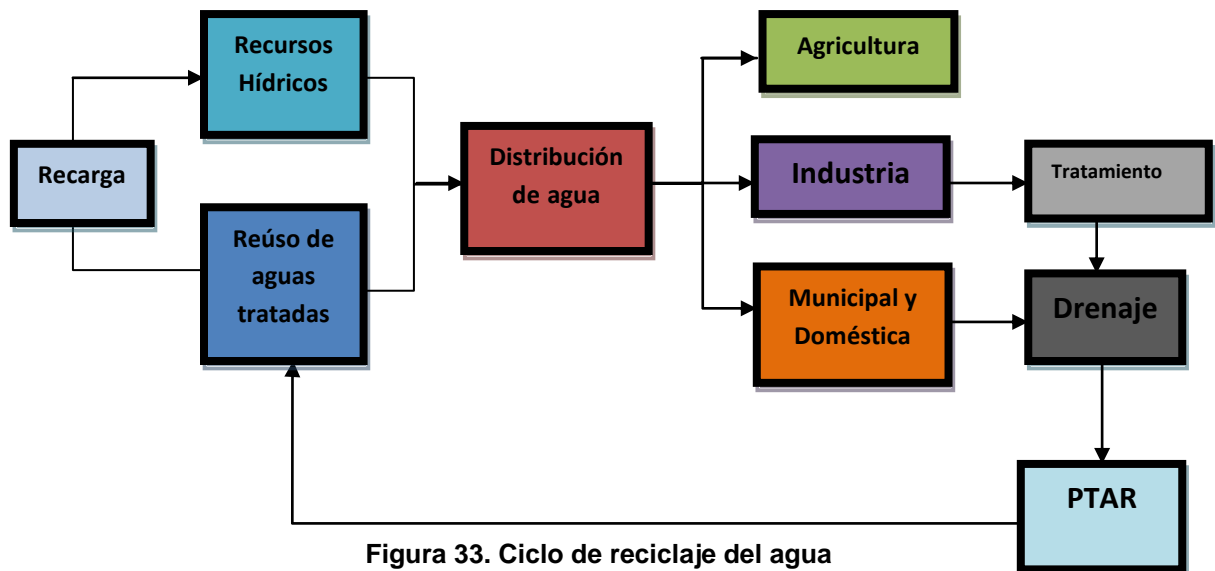 Recursos
Hídricos
Agricultura
Recarga
Distribución
de agua
Industria
Tratamiento
Reúso de
aguas
tratadas
Municipal y
Doméstica
Drenaje
PTAR
Figura 33. Ciclo de reciclaje del agua